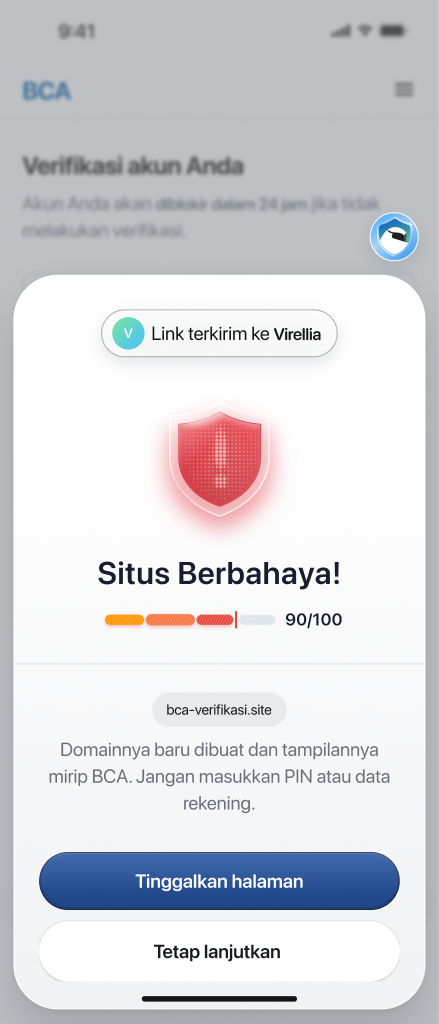 9:41
BCA
Verifikasi akun Anda
Akun Anda akan diblokir dalam 24 jam jika tidak
melakukan verifikasi.
V Link terkirim ke Virellia
Situs Berbahaya!
90/100
bca-verifikasi.site
Domainnya baru dibuat dan tampilannya
mirip BCA. Jangan masukkan PIN atau data
rekening.
Tinggalkan halaman
Tetap lanjutkan